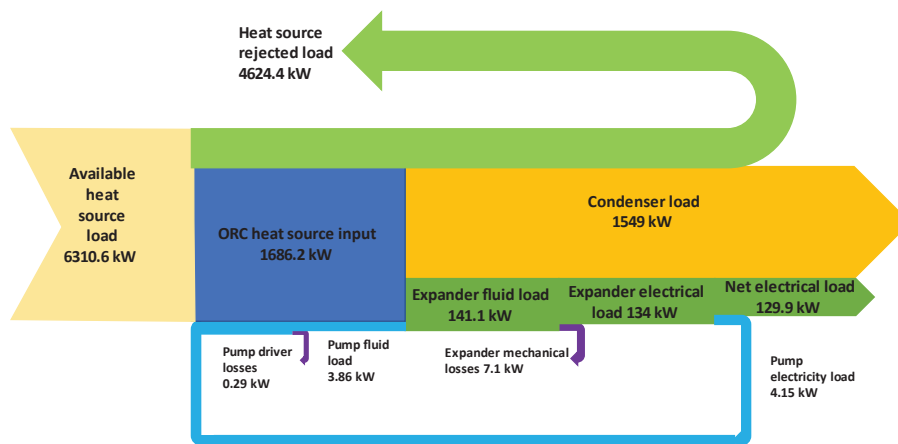 Heat source
rejected load
4624.4 kW
Available
heat
source
load
6310.6 kW
ORC heat source input
1686.2 kW
Condenser load
1549 kW
Expander fluid load
141.1 kW
Expander electrical
load 134 kW
Net electrical load
129.9 kW
Pump driver
losses
0.29 kW
Pump fluid
load
3.86 kW
Expander mechanical
losses 7.1 kW
Pump
electricity load
4.15 kW